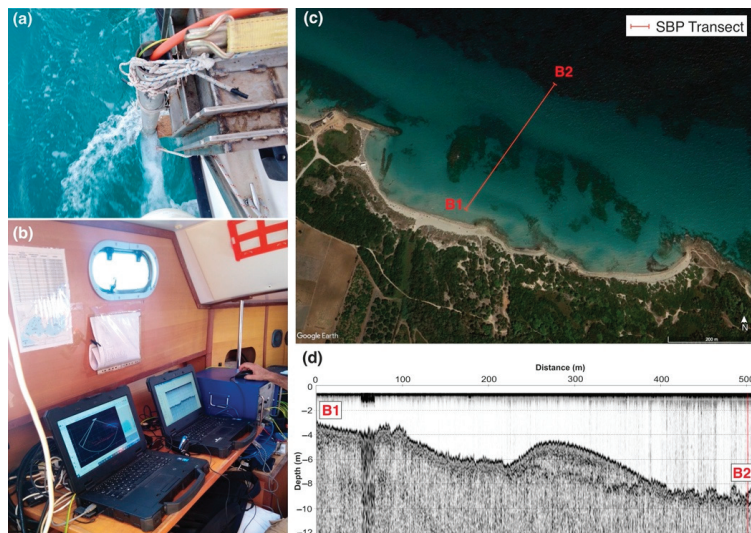 (a)
(b)
(c)
SBP Transect
B2
B1
Google Earth
N
200 m
(d)
Distance (m)
0
100
200
300
400
500
B1
−2
−4
−6
−8
−10
−12
Depth (m)
B2